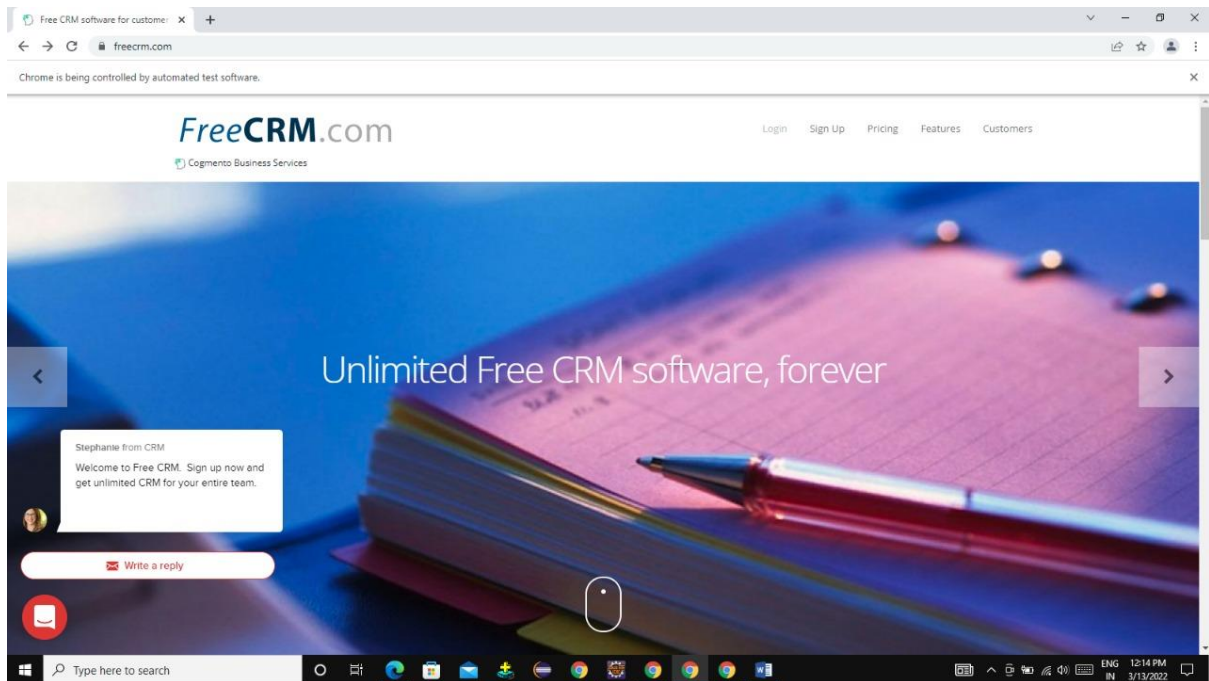 Free CRM software for custome
freecrm.com
Chrome is being controlled by automated test software.
FreeCRM.com
Cogmento Business Services
Login Sign Up Pricing Features Customers
Unlimited Free CRM software, forever
Stephanie from CRM
Welcome to Free CRM. Sign up now and
get unlimited CRM for your entire team.
Write a reply
Type here to search
ENG 12:14 PM
IN 3/13/2022